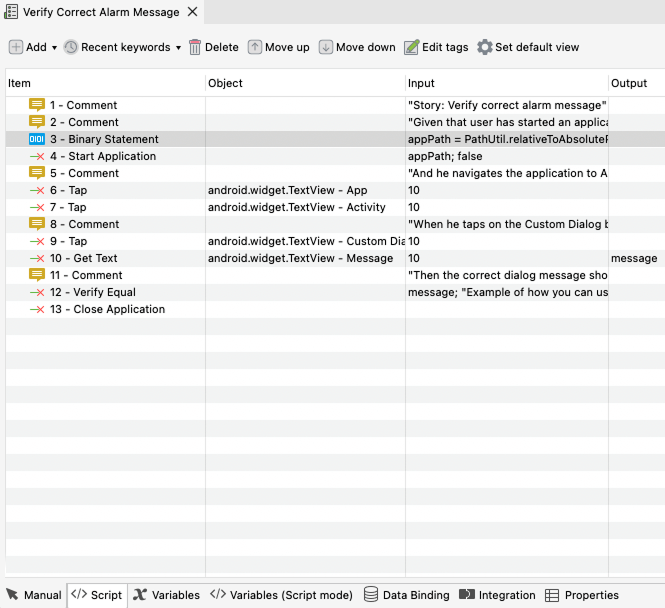 Verify Correct Alarm Message
Add Recent keywords Delete Move up Move down Edit tags Set default view
Item Object Input Output
1 - Comment "Story: Verify correct alarm message"
2 - Comment "Given that user has started an applica
0101 3 - Binary Statement appPath = PathUtil.relativeToAbsoluteP
4 - Start Application appPath; false
5 - Comment "And he navigates the application to A
6 - Tap android.widget.TextView - App 10
7 - Tap android.widget.TextView - Activity 10
8 - Comment "When he taps on the Custom Dialog b
9 - Tap android.widget.TextView - Custom Dia 10
10 - Get Text android.widget.TextView - Message 10 message
11 - Comment "Then the correct dialog message sho
12 - Verify Equal message; "Example of how you can us
13 - Close Application
Manual </> Script Variables </> Variables (Script mode) Data Binding Integration Properties